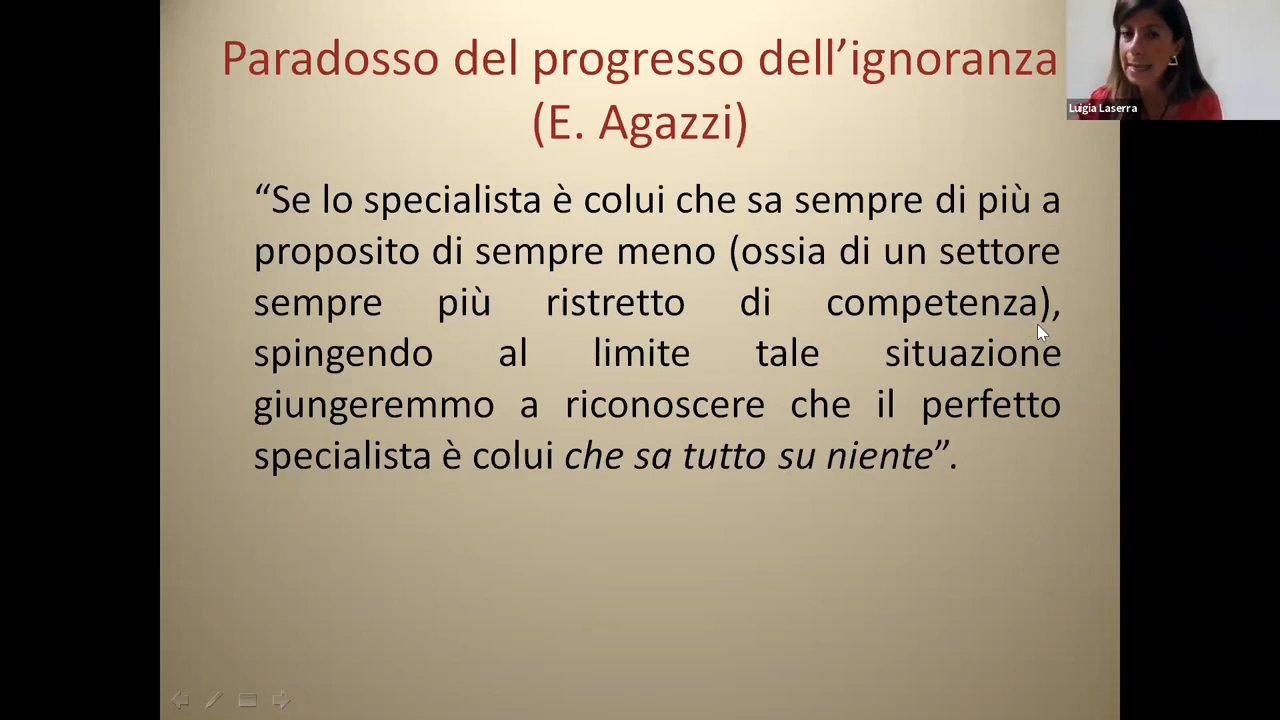 Paradosso del progresso dell’ignoranza
(E. Agazzi)
Luigia Laserra
“Se lo specialista è colui che sa sempre di più a
proposito di sempre meno (ossia di un settore
sempre più ristretto di competenza),
spingendo al limite tale situazione
giungeremmo a riconoscere che il perfetto
specialista è colui che sa tutto su niente”.